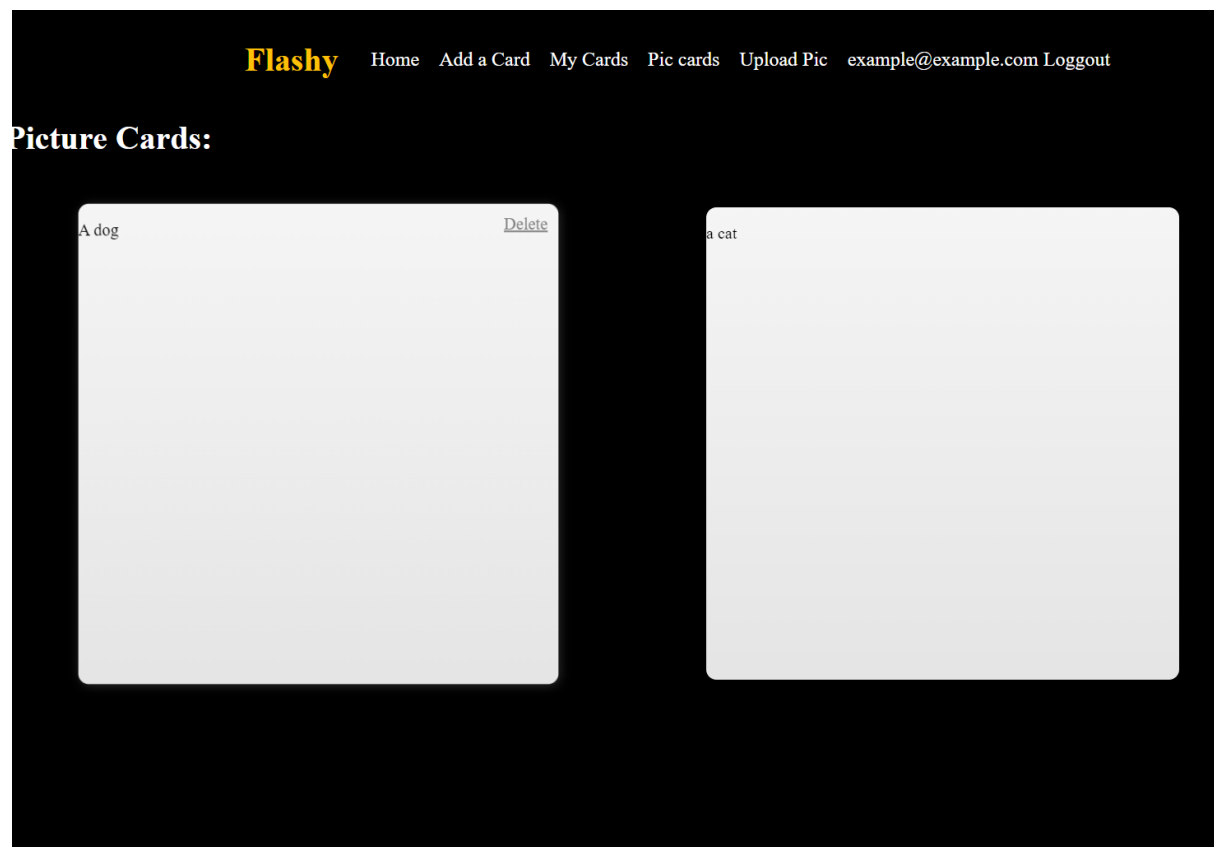 Flashy Home Add a Card My Cards Pic cards Upload Pic example@example.com Loggout
Picture Cards:
A dog Delete
a cat